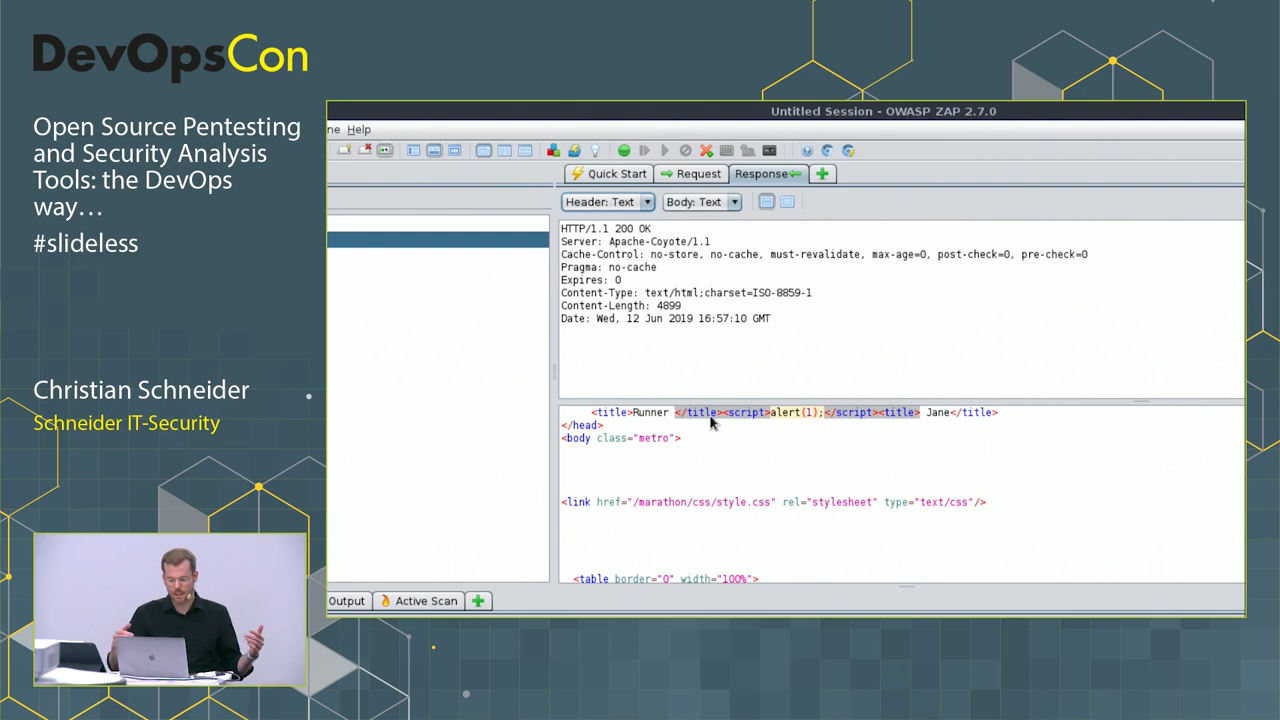 DevOpsCon
Open Source Pentesting
and Security Analysis
Tools: the DevOps
way...
#slideless
Christian Schneider
Schneider IT-Security
Untitled Session - OWASP ZAP 2.7.0
ne Help
Quick Start Request Response
Header: Text Body: Text
HTTP/1.1 200 OK
Server: Apache-Coyote/1.1
Cache-Control: no-store, no-cache, must-revalidate, max-age=0, post-check=0, pre-check=0
Pragma: no-cache
Expires: 0
Content-Type: text/html;charset=ISO-8859-1
Content-Length: 4899
Date: Wed, 12 Jun 2019 16:57:10 GMT
<title>Runner </title><script>alert(1);</script><title> Jane</title>
</head>
<body class="metro">
<link href="/marathon/css/style.css" rel="stylesheet" type="text/css"/>
<table border="0" width="100%">
Output Active Scan